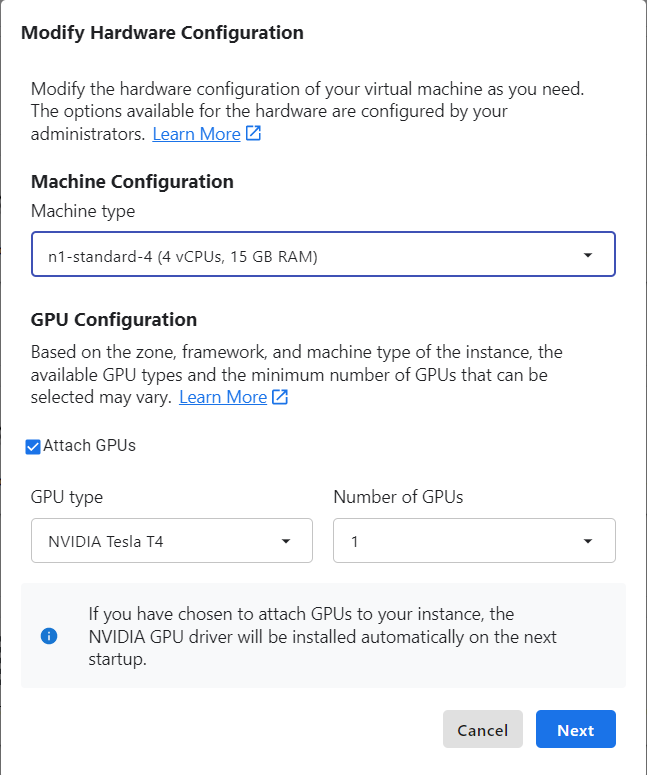 Modify Hardware Configuration
Modify the hardware configuration of your virtual machine as you need.
The options available for the hardware are configured by your
administrators. Learn More
Machine Configuration
Machine type
n1-standard-4 (4 vCPUs, 15 GB RAM)
GPU Configuration
Based on the zone, framework, and machine type of the instance, the
available GPU types and the minimum number of GPUs that can be
selected may vary. Learn More
Attach GPUs
GPU type
Number of GPUs
NVIDIA Tesla T4
1
If you have chosen to attach GPUs to your instance, the
NVIDIA GPU driver will be installed automatically on the next
startup.
Cancel
Next